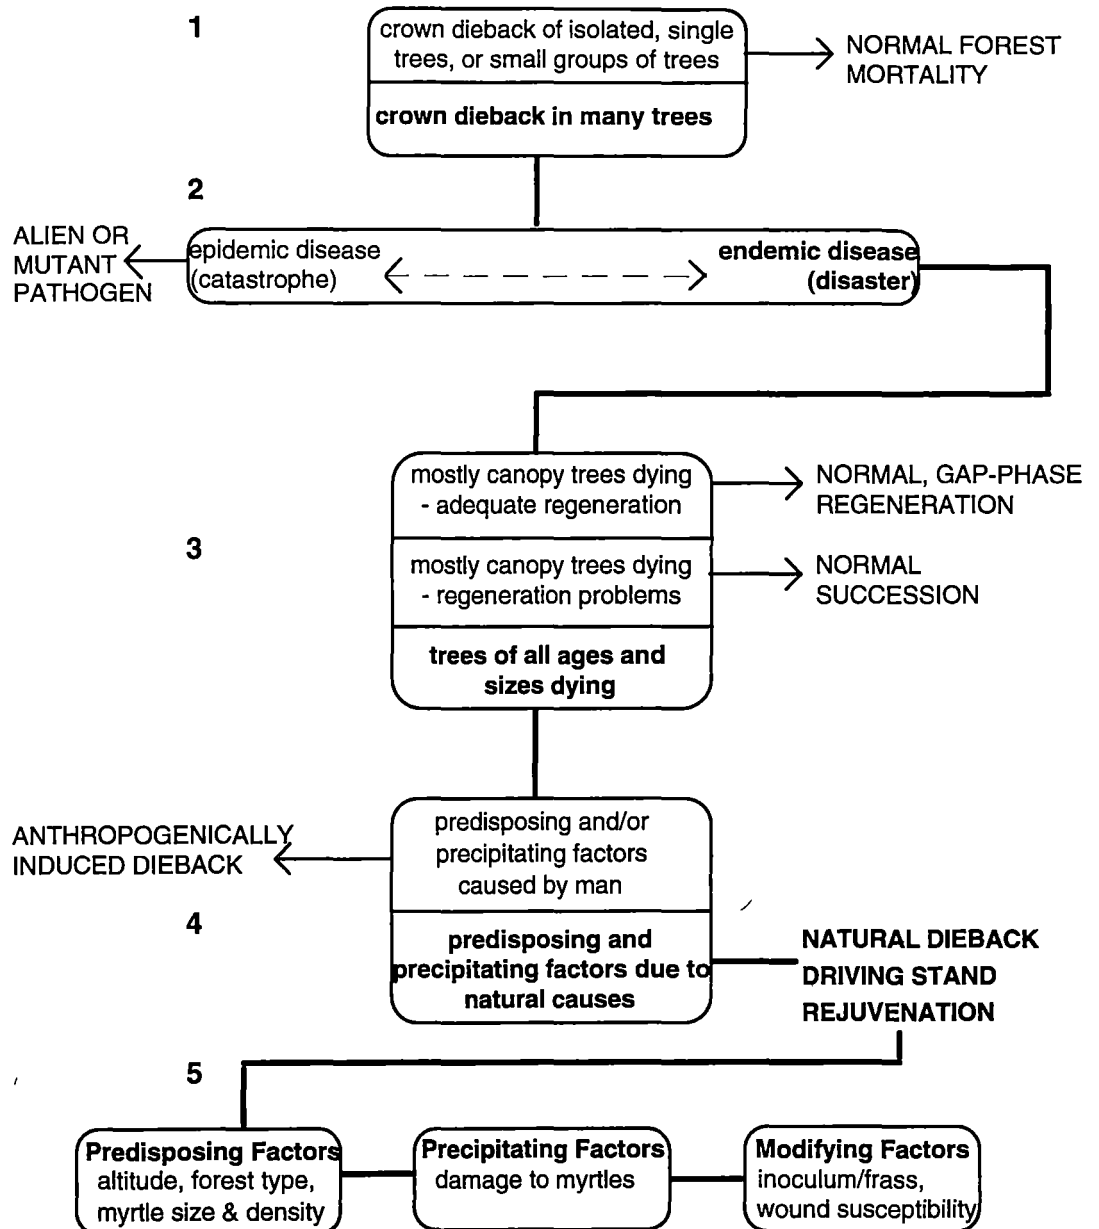 1
crown dieback of isolated, single
trees, or small groups of trees
NORMAL FOREST
MORTALITY
crown dieback in many trees
2
ALIEN OR
MUTANT
PATHOGEN
epidemic disease
(catastrophe)
endemic disease
(disaster)
3
mostly canopy trees dying
- adequate regeneration
NORMAL, GAP-PHASE
REGENERATION
mostly canopy trees dying
- regeneration problems
NORMAL
SUCCESSION
trees of all ages and
sizes dying
4
ANTHROPOGENICALLY
INDUCED DIEBACK
predisposing and/or
precipitating factors
caused by man
predisposing and
precipitating factors due to
natural causes
NATURAL DIEBACK
DRIVING STAND
REJUVENATION
5
Predisposing Factors
altitude, forest type,
myrtle size & density
Precipitating Factors
damage to myrtles
Modifying Factors
inoculum/frass,
wound susceptibility